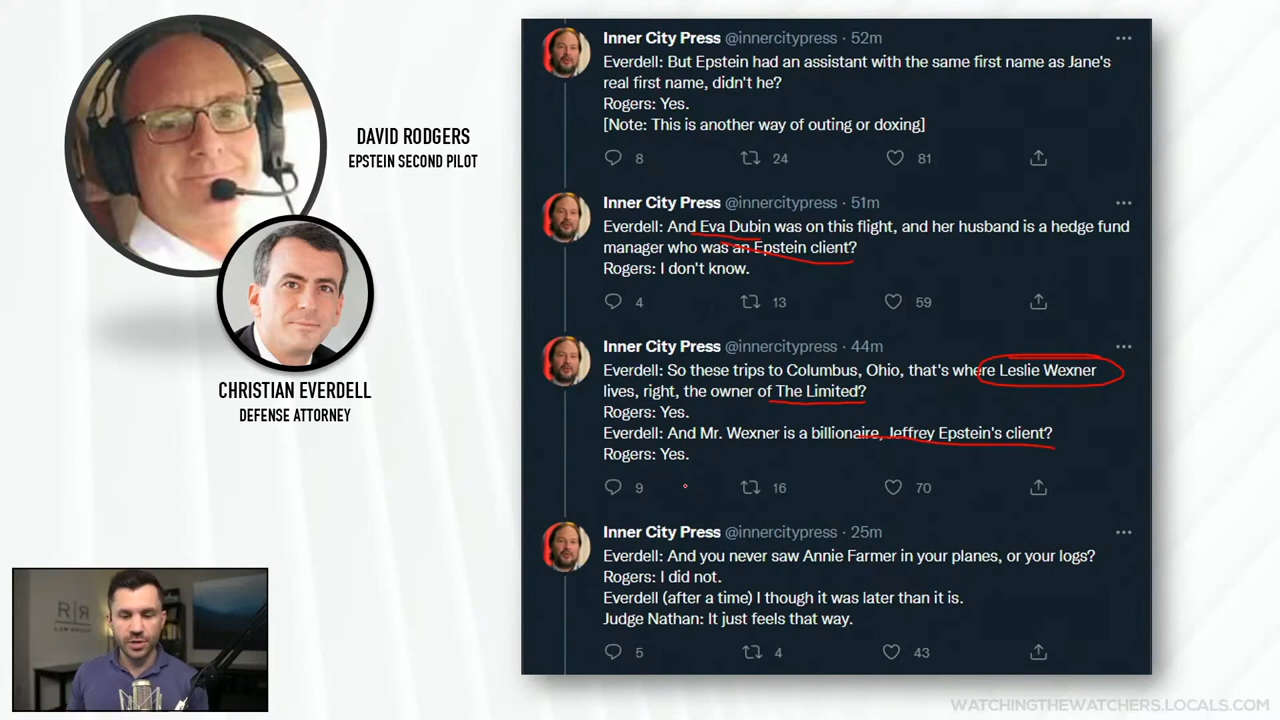 DAVID RODGERS
EPSTEIN SECOND PILOT
CHRISTIAN EVERDELL
DEFENSE ATTORNEY
Inner City Press @innercitypress · 52m
Everdell: But Epstein had an assistant with the same first name as Jane's
real first name, didn't he?
Rogers: Yes.
[Note: This is another way of outing or doxing]
8 24 81
Inner City Press @innercitypress · 51m
Everdell: And Eva Dubin was on this flight, and her husband is a hedge fund
manager who was an Epstein client?
Rogers: I don't know.
4 13 59
Inner City Press @innercitypress · 44m
Everdell: So these trips to Columbus, Ohio, that's where Leslie Wexner
lives, right, the owner of The Limited?
Rogers: Yes.
Everdell: And Mr. Wexner is a billionaire, Jeffrey Epstein's client?
Rogers: Yes.
9 16 70
Inner City Press @innercitypress · 25m
Everdell: And you never saw Annie Farmer in your planes, or your logs?
Rogers: I did not.
Everdell (after a time) I though it was later than it is.
Judge Nathan: It just feels that way.
5 4 43
R|R
LAW GROUP
WATCHINGTHEWATCHERS.LOCALS.COM